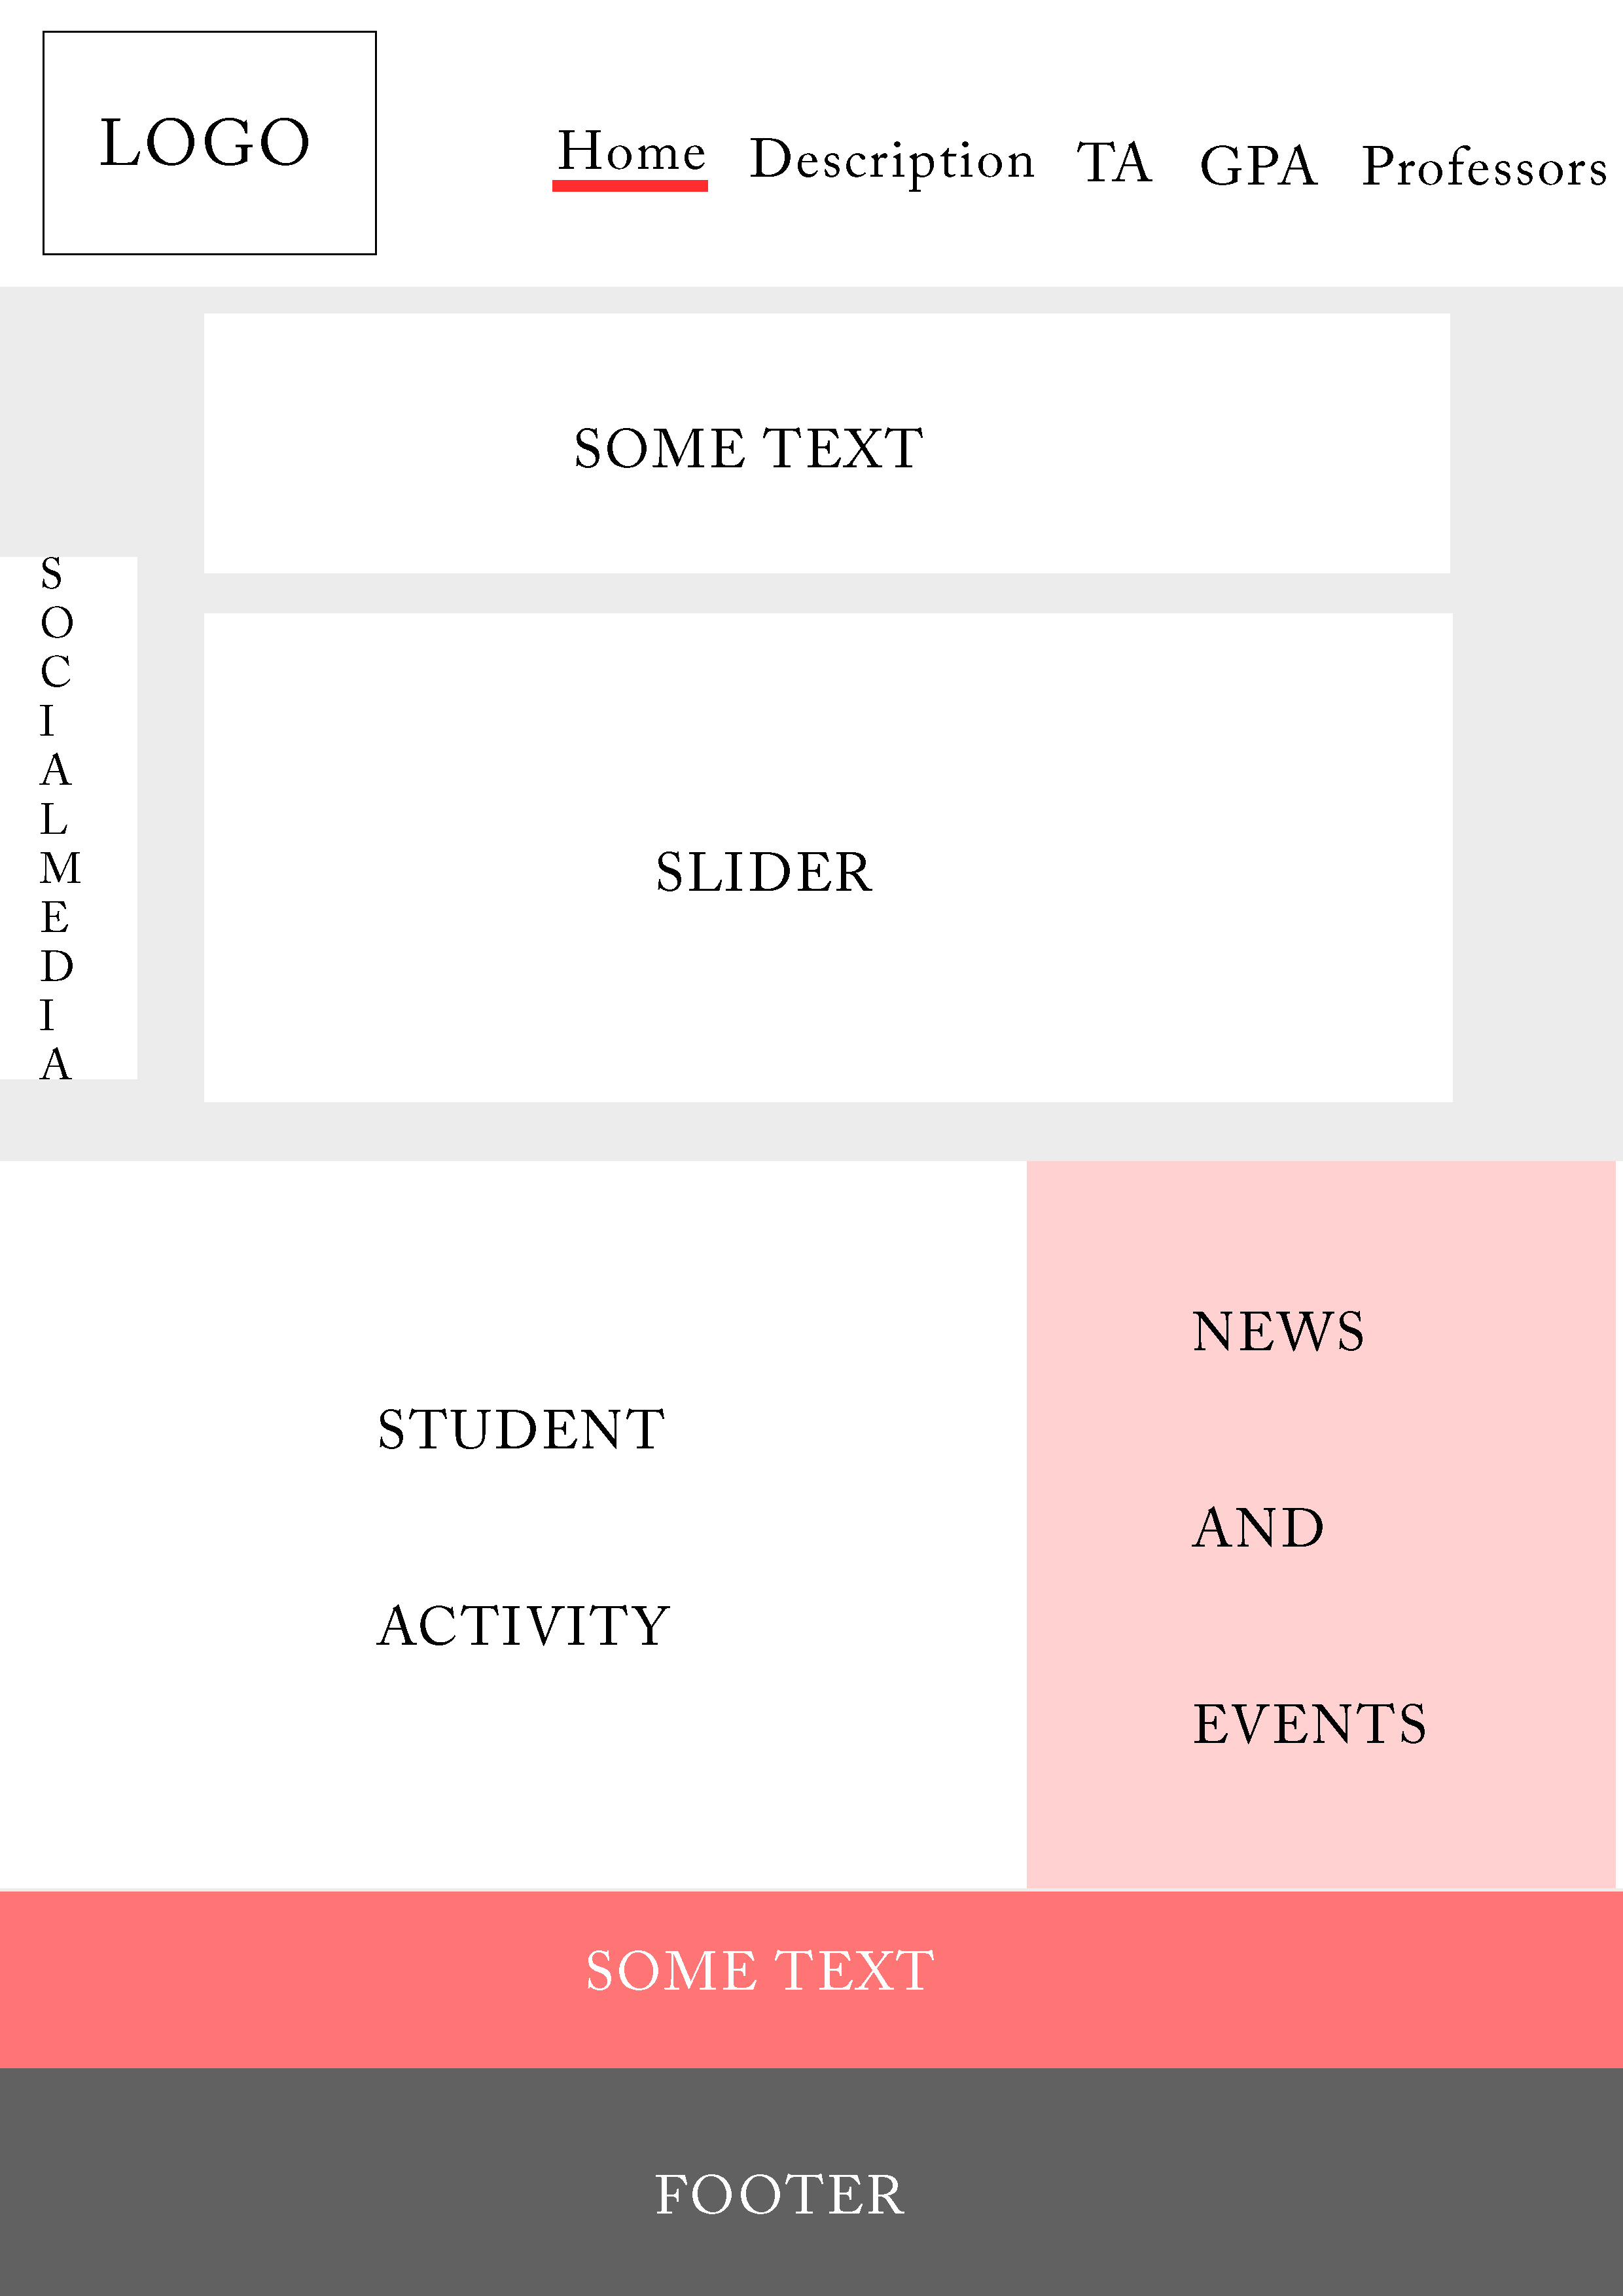 LOGO
Home Description TA GPA Professors
SOME TEXT
S
O
C
I
A
L
M
E
D
I
A
SLIDER
STUDENT
ACTIVITY
NEWS
AND
EVENTS
SOME TEXT
FOOTER